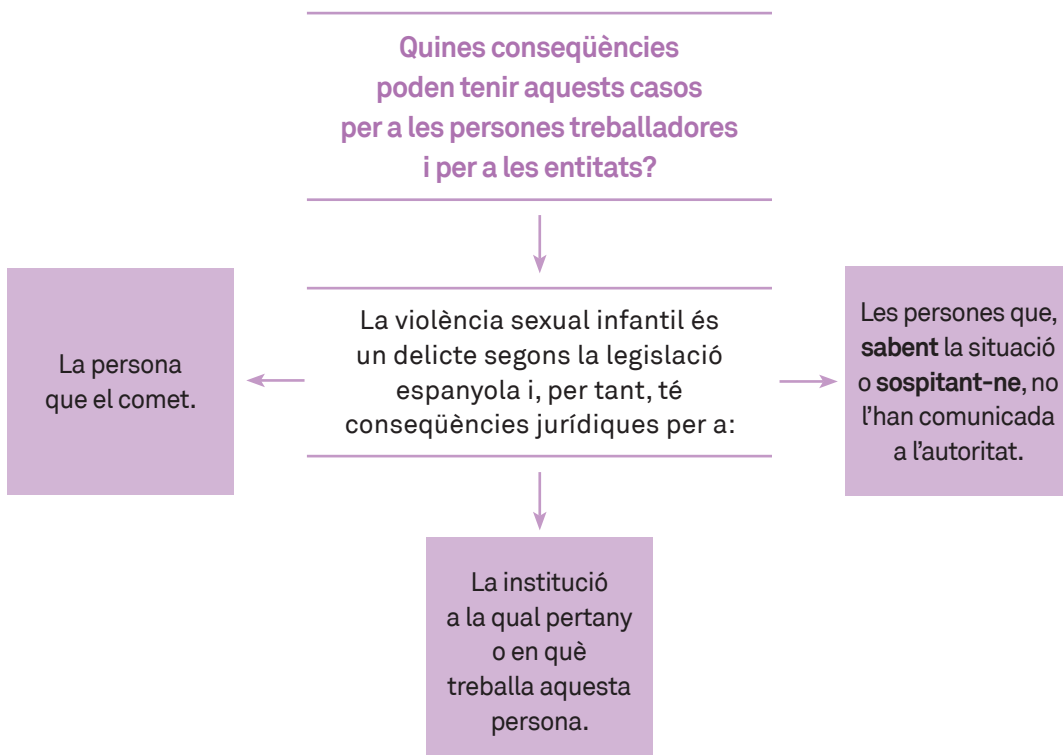 Quines conseqüències
poden tenir aquests casos
per a les persones treballadores
i per a les entitats?
La violència sexual infantil és
un delicte segons la legislació
espanyola i, per tant, té
conseqüències jurídiques per a:
La persona
que el comet.
Les persones que,
sabent la situació
o sospitant-ne, no
l’han comunicada
a l’autoritat.
La institució
a la qual pertany
o en què
treballa aquesta
persona.